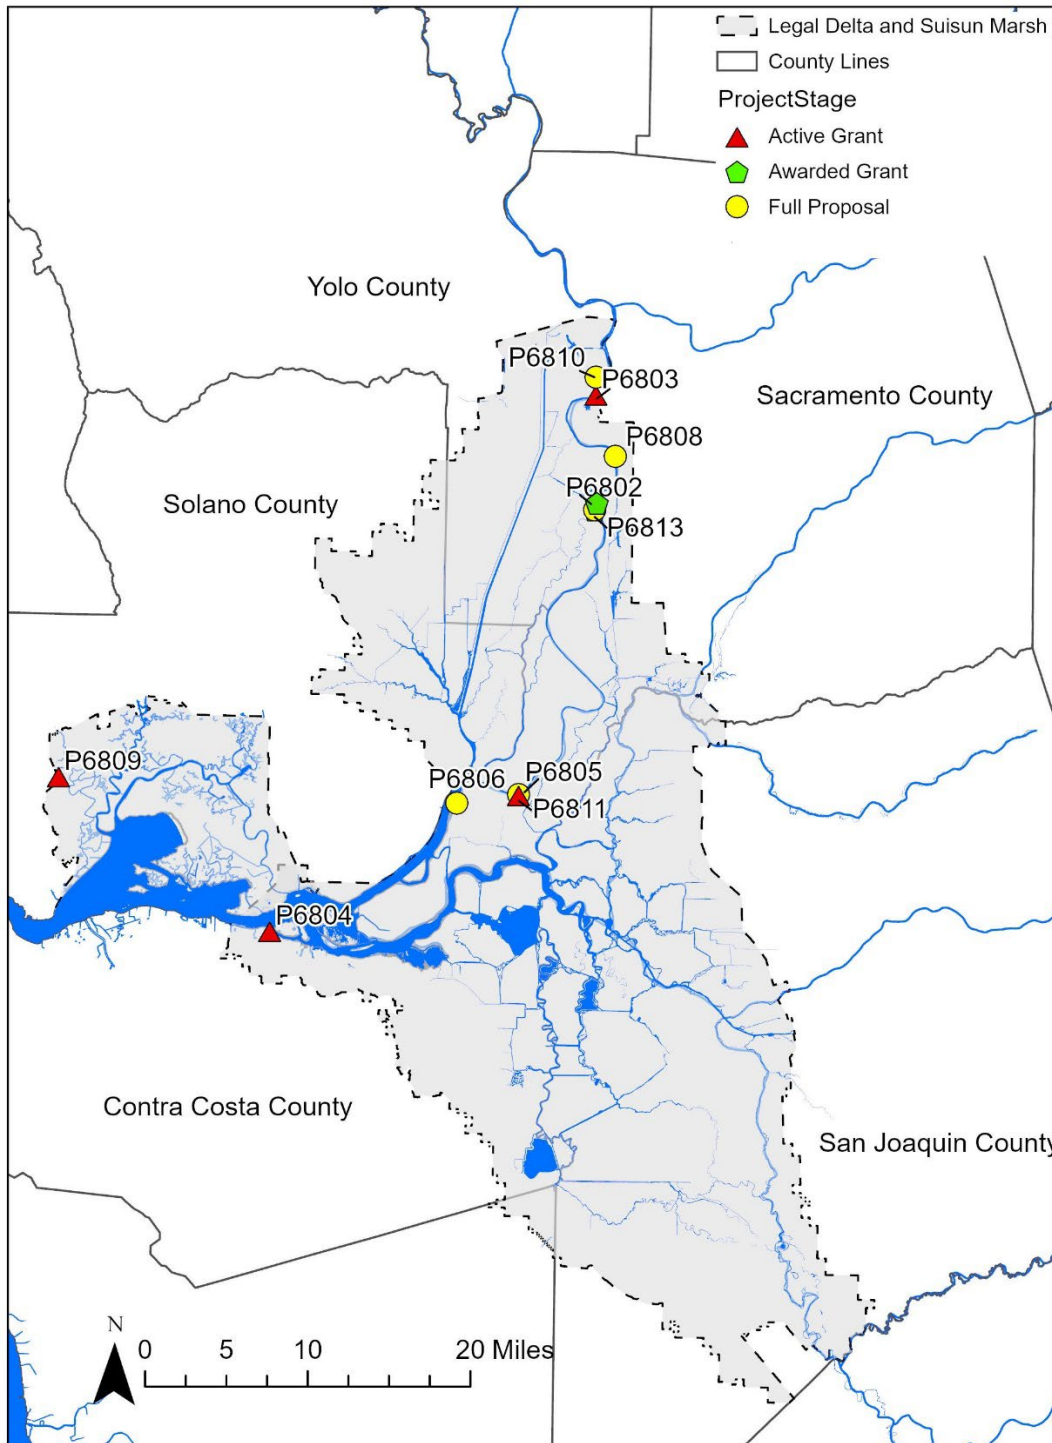 Legal Delta and Suisun Marsh
County Lines
ProjectStage
Active Grant
Awarded Grant
Full Proposal
Yolo County
P6810
P6803
Sacramento County
P6808
P6802
Solano County
P6813
P6809
P6806
P6805
P6811
P6804
Contra Costa County
San Joaquin County
N
0 5 10 20 Miles